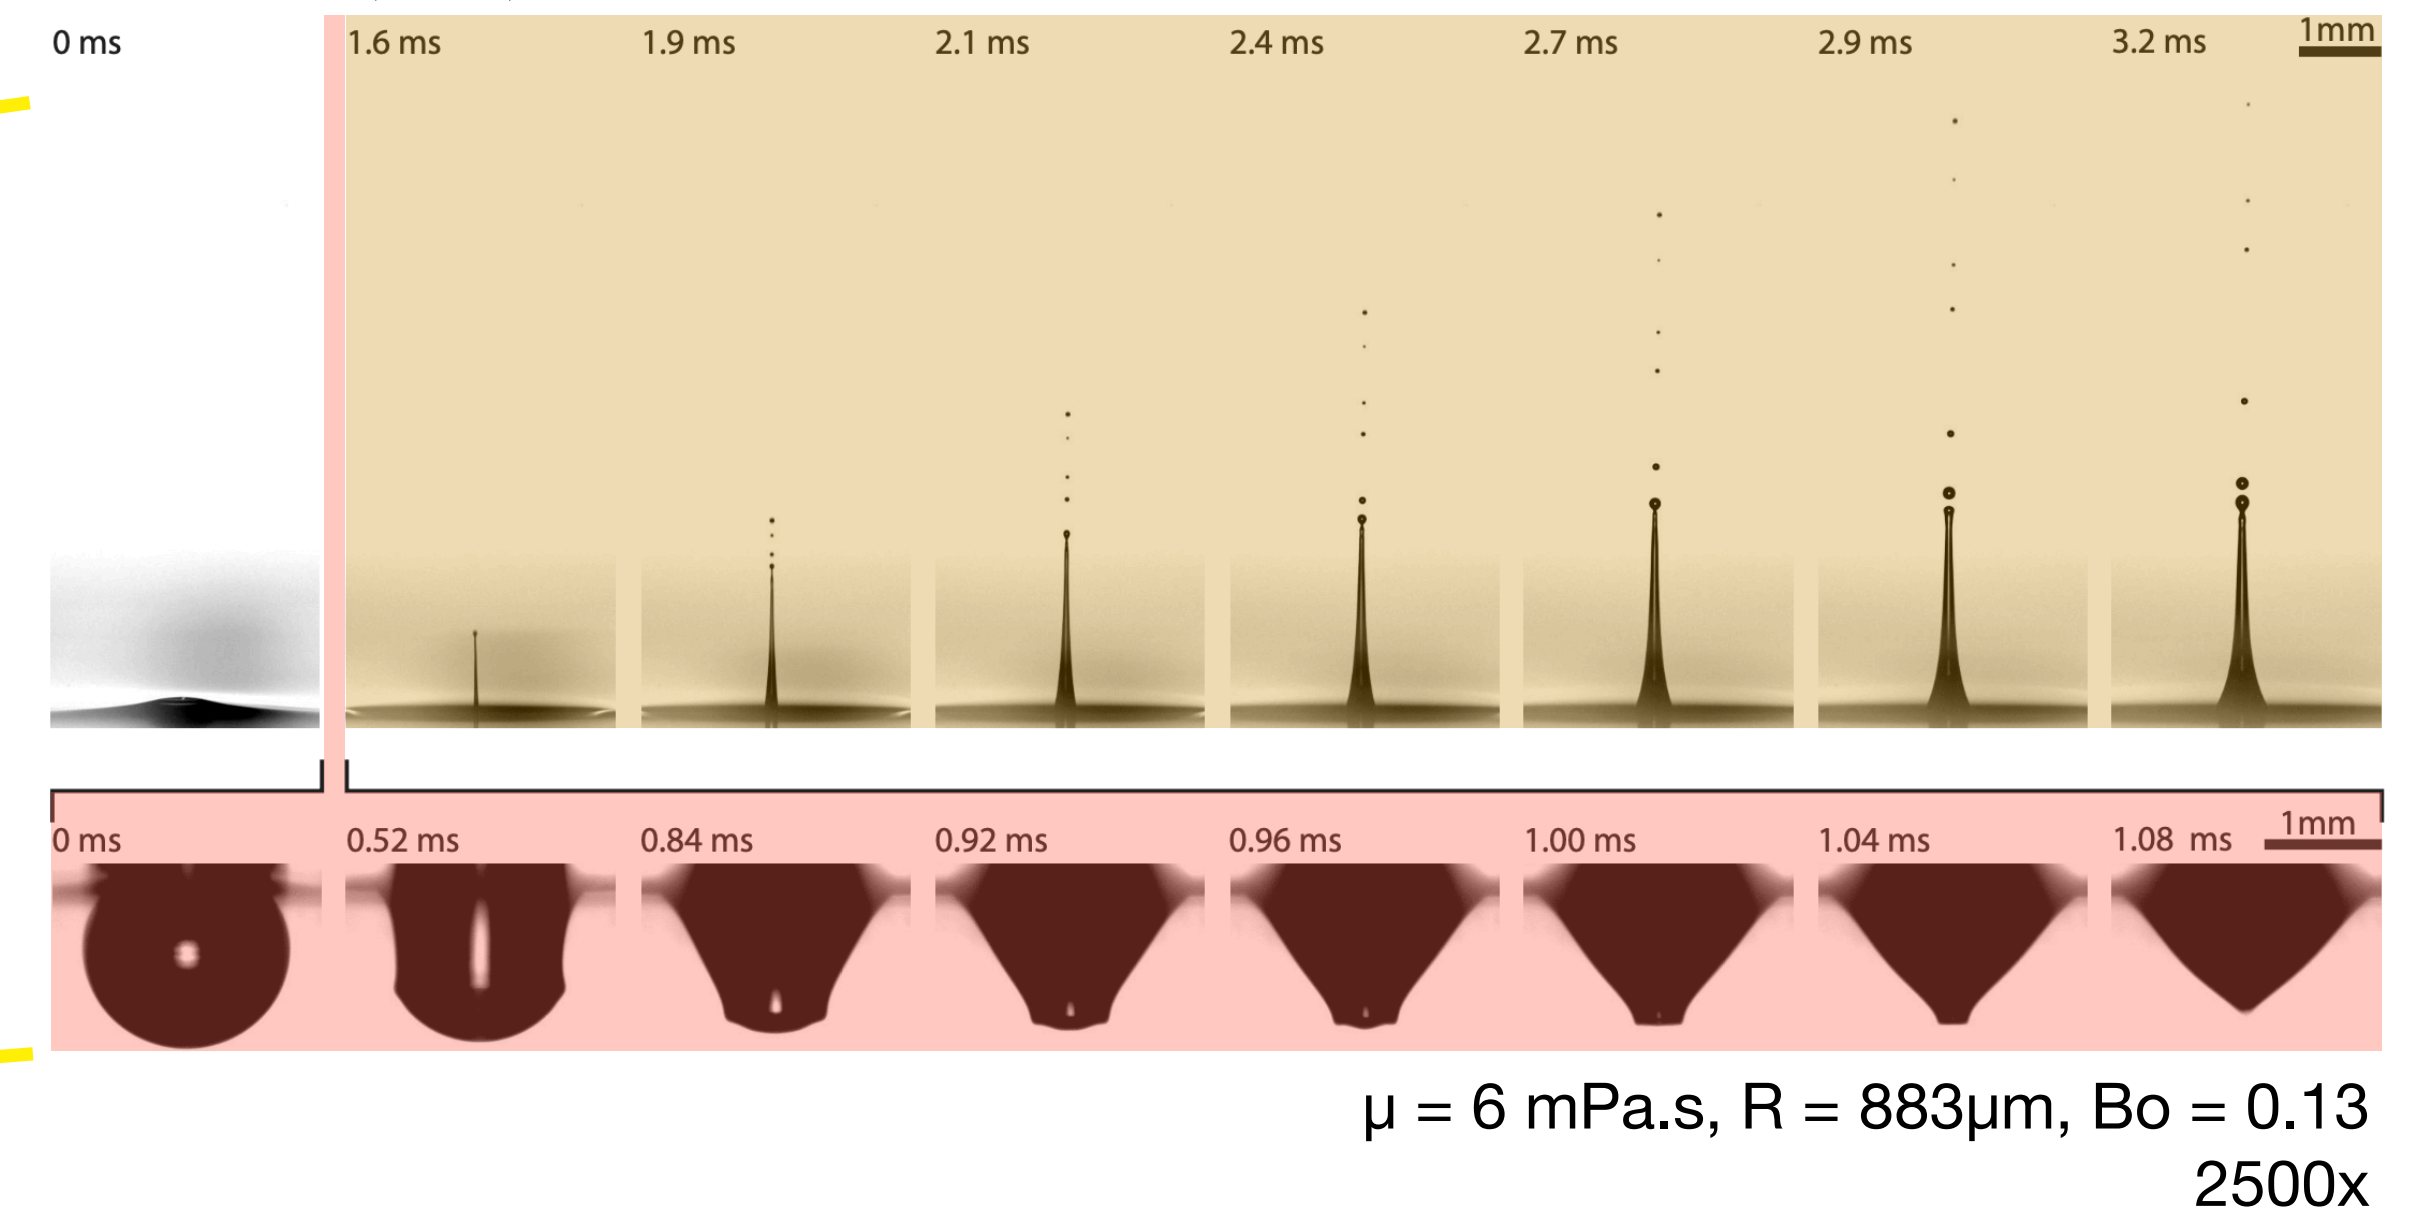 0 ms 1.6 ms 1.9 ms 2.1 ms 2.4 ms 2.7 ms 2.9 ms 3.2 ms 1mm
0 ms 0.52 ms 0.84 ms 0.92 ms 0.96 ms 1.00 ms 1.04 ms 1.08 ms 1mm
µ = 6 mPa.s, R = 883µm, Bo = 0.13
2500x